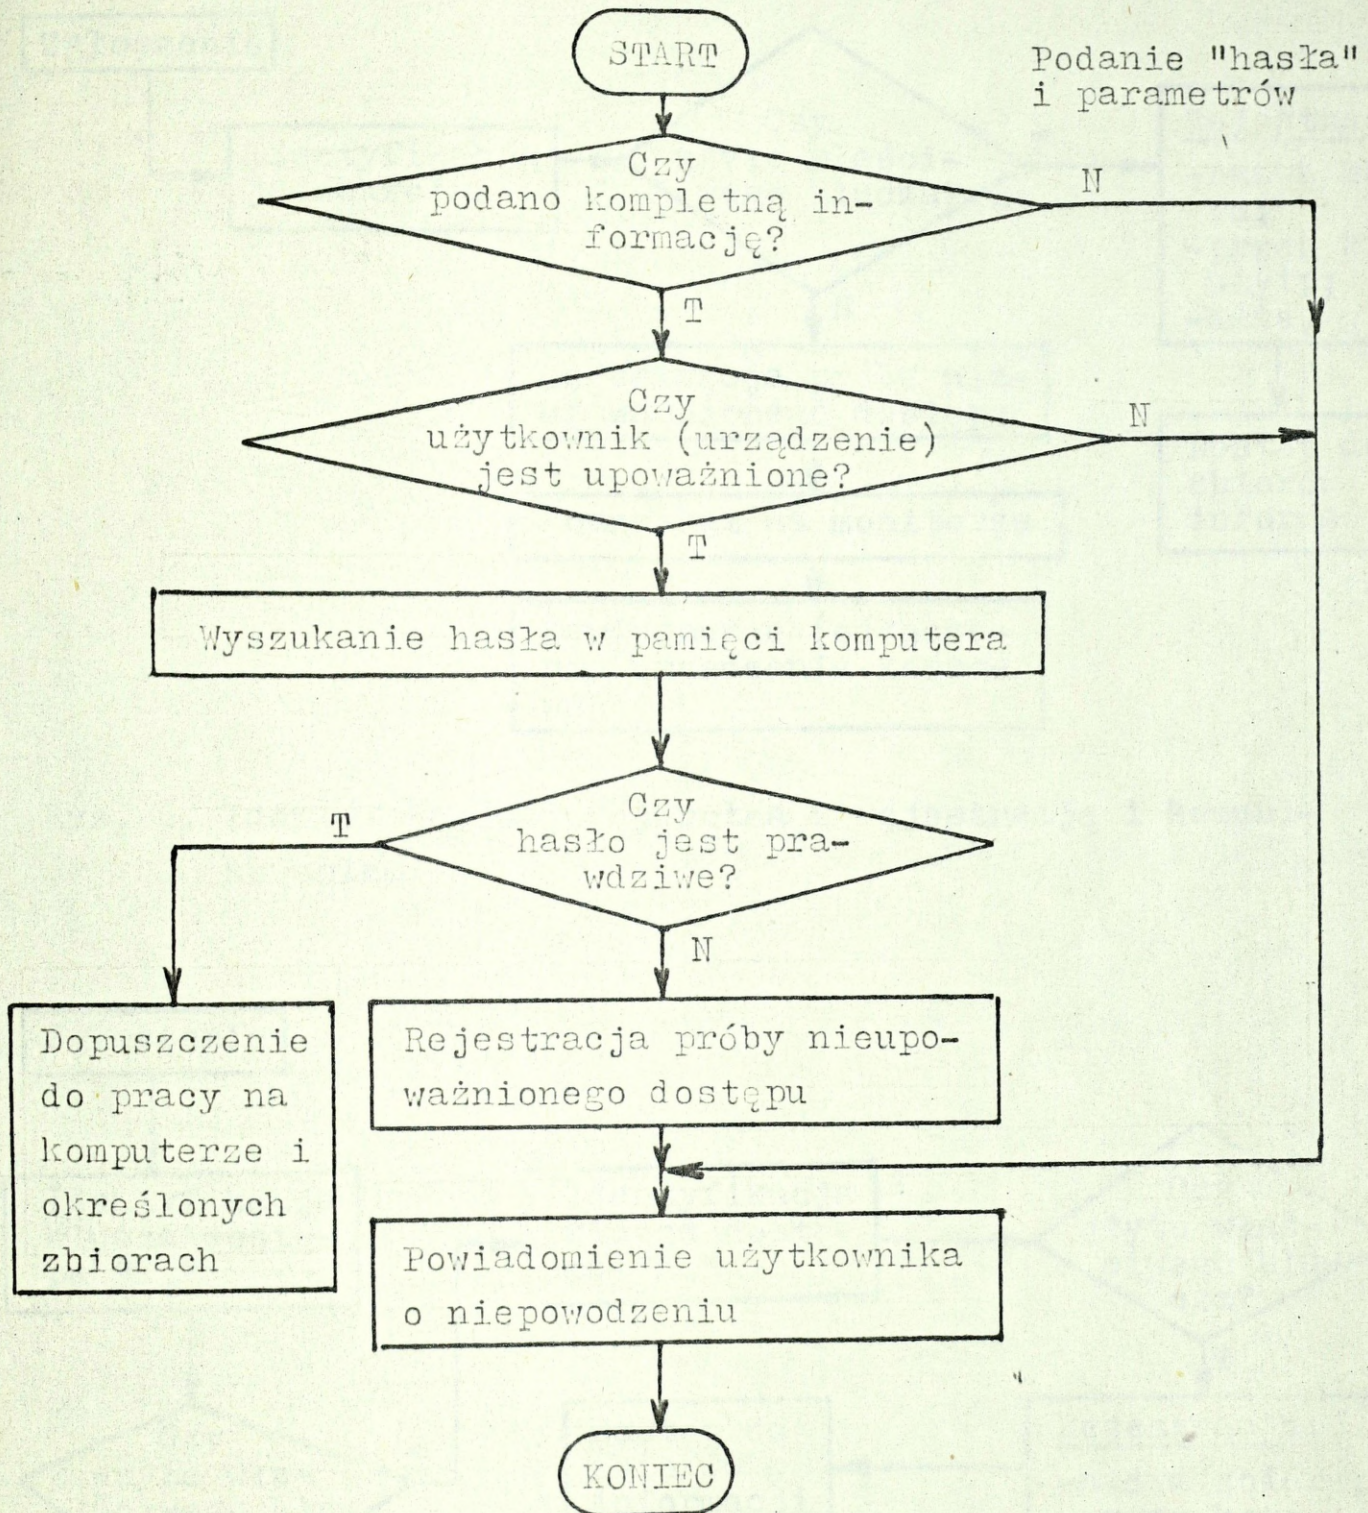 START
Podanie "hasła"
i parametrów
Czy
podano kompletną in-
formację?
N
T
Czy
użytkownik (urządzenie)
jest upoważnione?
N
T
Wyszukanie hasła w pamięci komputera
Czy
hasło jest pra-
wdziwe?
T
N
Dopuszczenie
do pracy na
komputerze i
określonych
zbiorach
Rejestracja próby nieupo-
ważnionego dostępu
Powiadomienie użytkownika
o niepowodzeniu
KONIEC